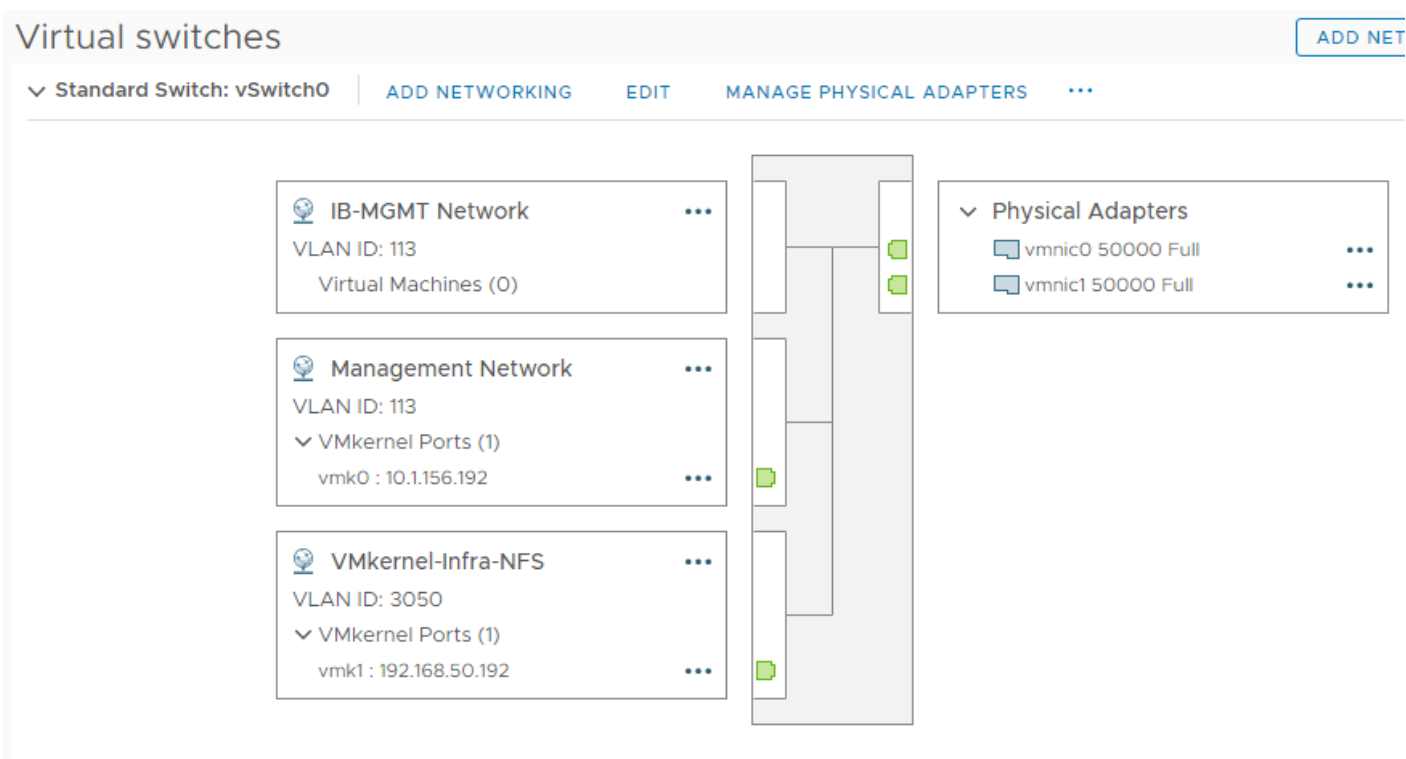 Virtual switches
ADD NET
Standard Switch: vSwitch0
ADD NETWORKING
EDIT
MANAGE PHYSICAL ADAPTERS
IB-MGMT Network
VLAN ID: 113
Virtual Machines (0)
Management Network
VLAN ID: 113
VMkernel Ports (1)
vmk0 : 10.1.156.192
VMkernel-Infra-NFS
VLAN ID: 3050
VMkernel Ports (1)
vmk1 : 192.168.50.192
Physical Adapters
vmnic0 50000 Full
vmnic1 50000 Full